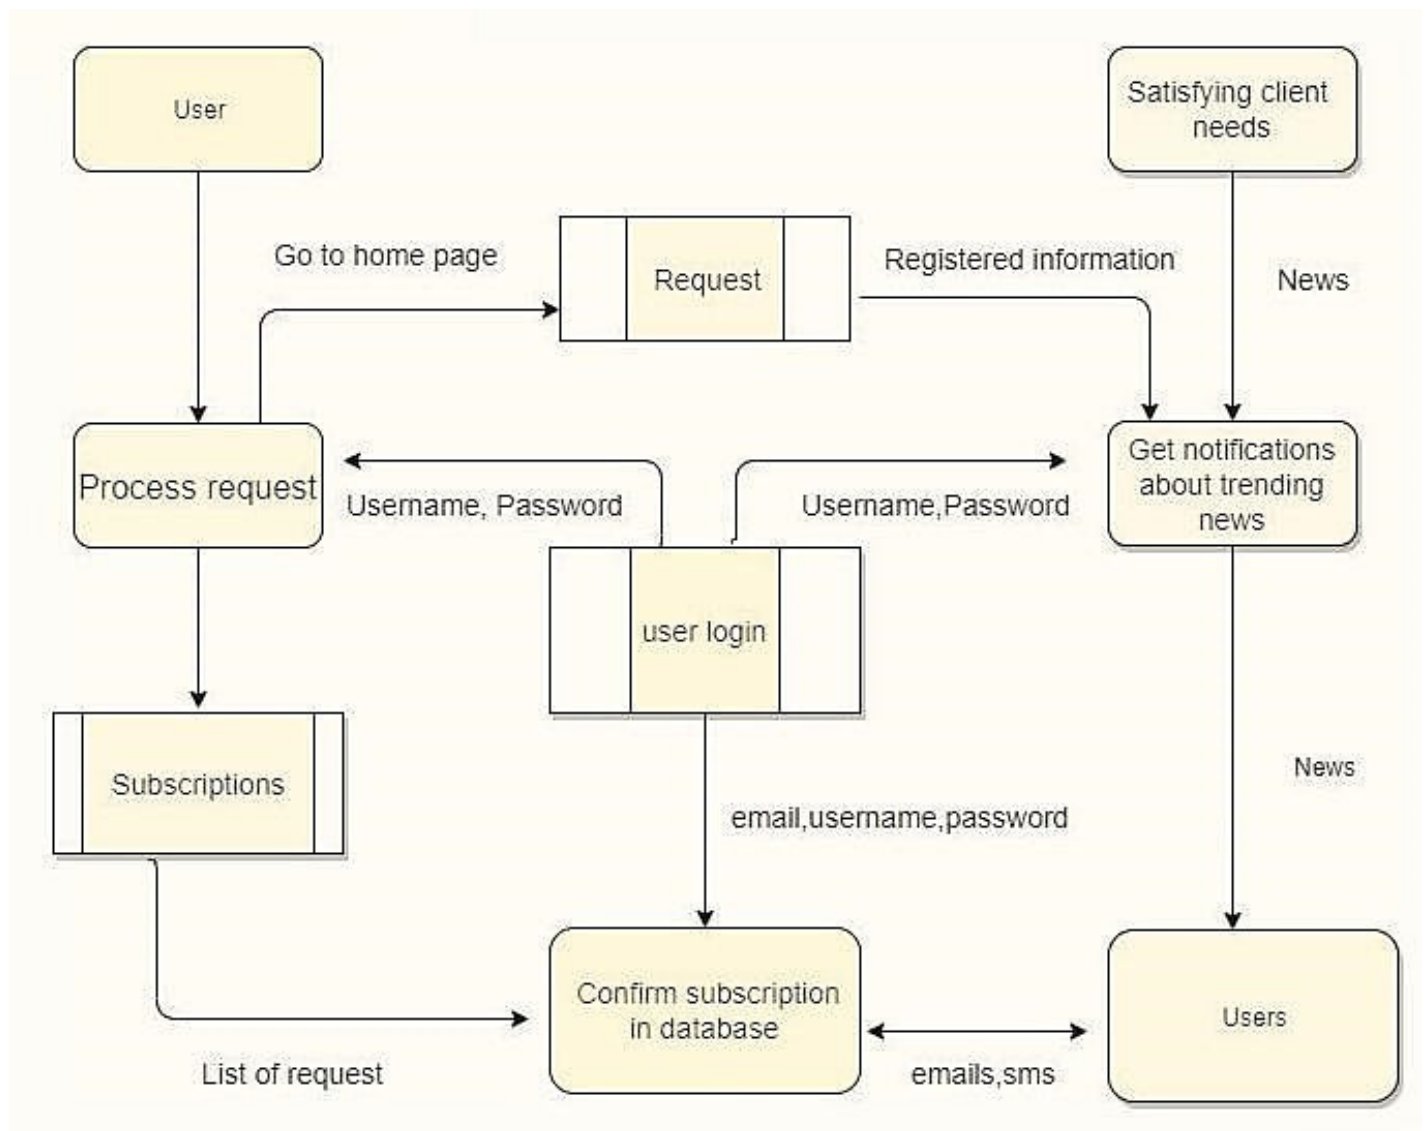 User
Satisfying client
needs
Go to home page
Request
Registered information
News
Process request
Username, Password
Username,Password
Get notifications
about trending
news
user login
Subscriptions
News
email,username,password
Confirm subscription
in database
Users
List of request
emails,sms